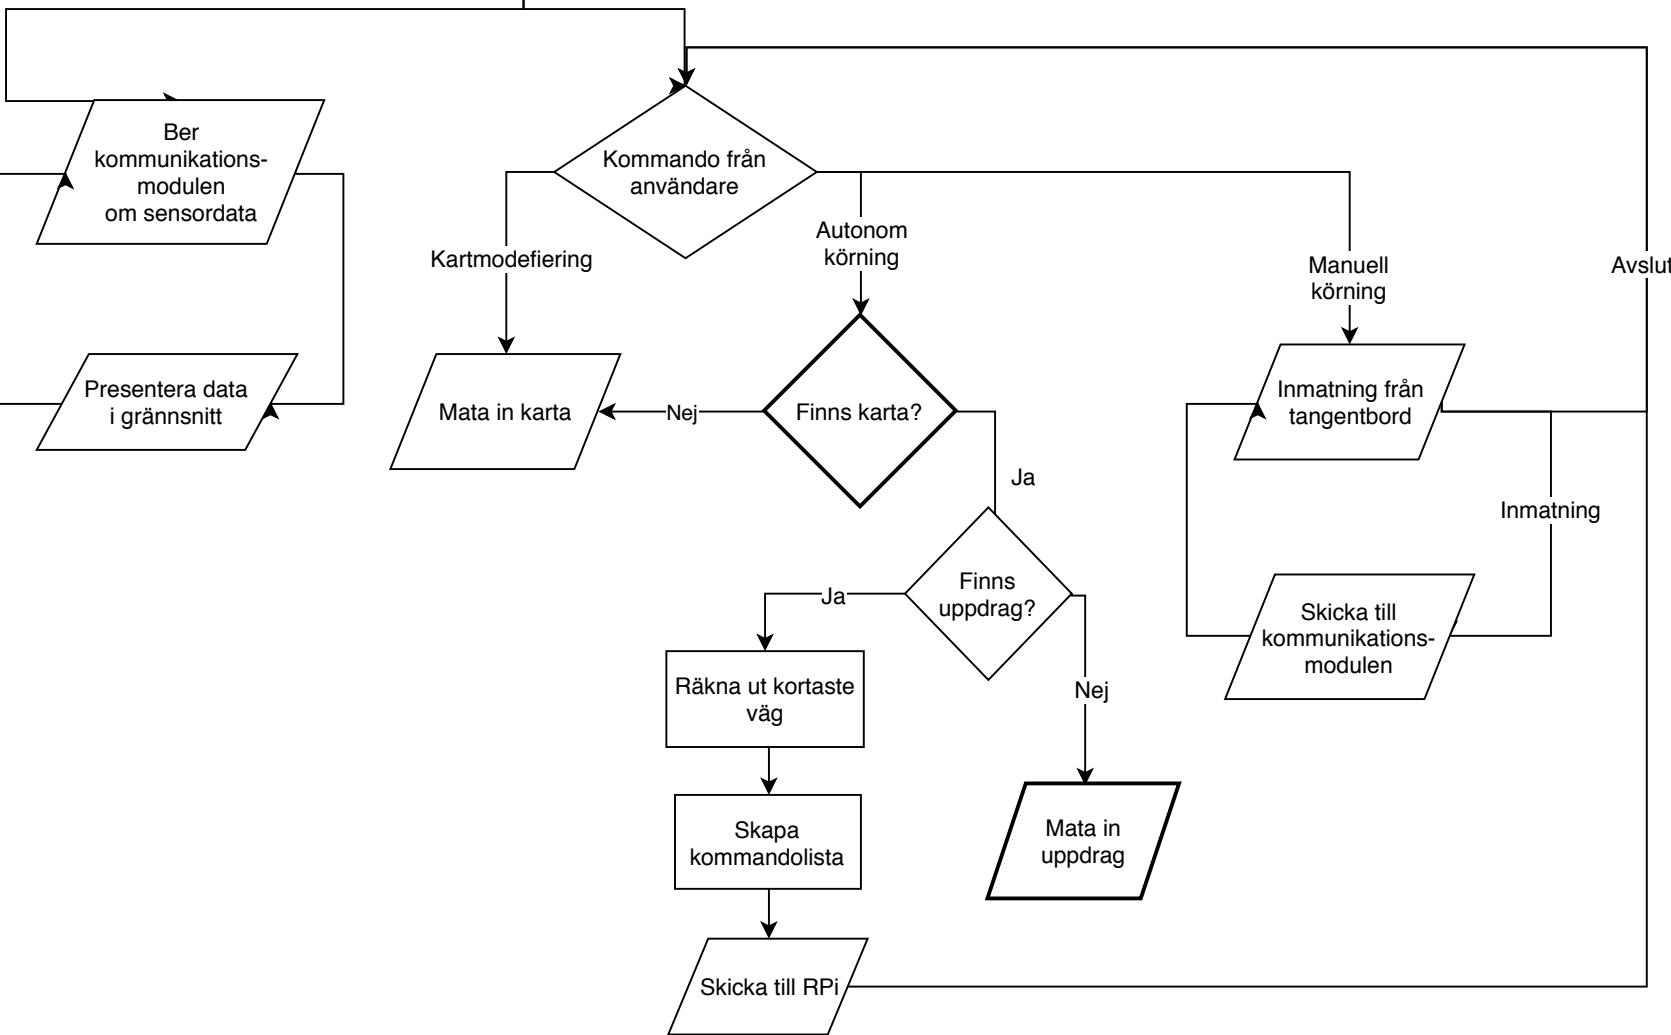 Ber
kommunikations-
modulen
om sensordata
Kommando från
användare
Kartmodefiering
Autonom
körning
Manuell
körning
Avslut
Presentera data
i grännsnitt
Mata in karta
Nej
Finns karta?
Ja
Inmatning från
tangentbord
Inmatning
Finns
uppdrag?
Ja
Nej
Skicka till
kommunikations-
modulen
Räkna ut kortaste
väg
Skapa
kommandolista
Mata in
uppdrag
Skicka till RPi